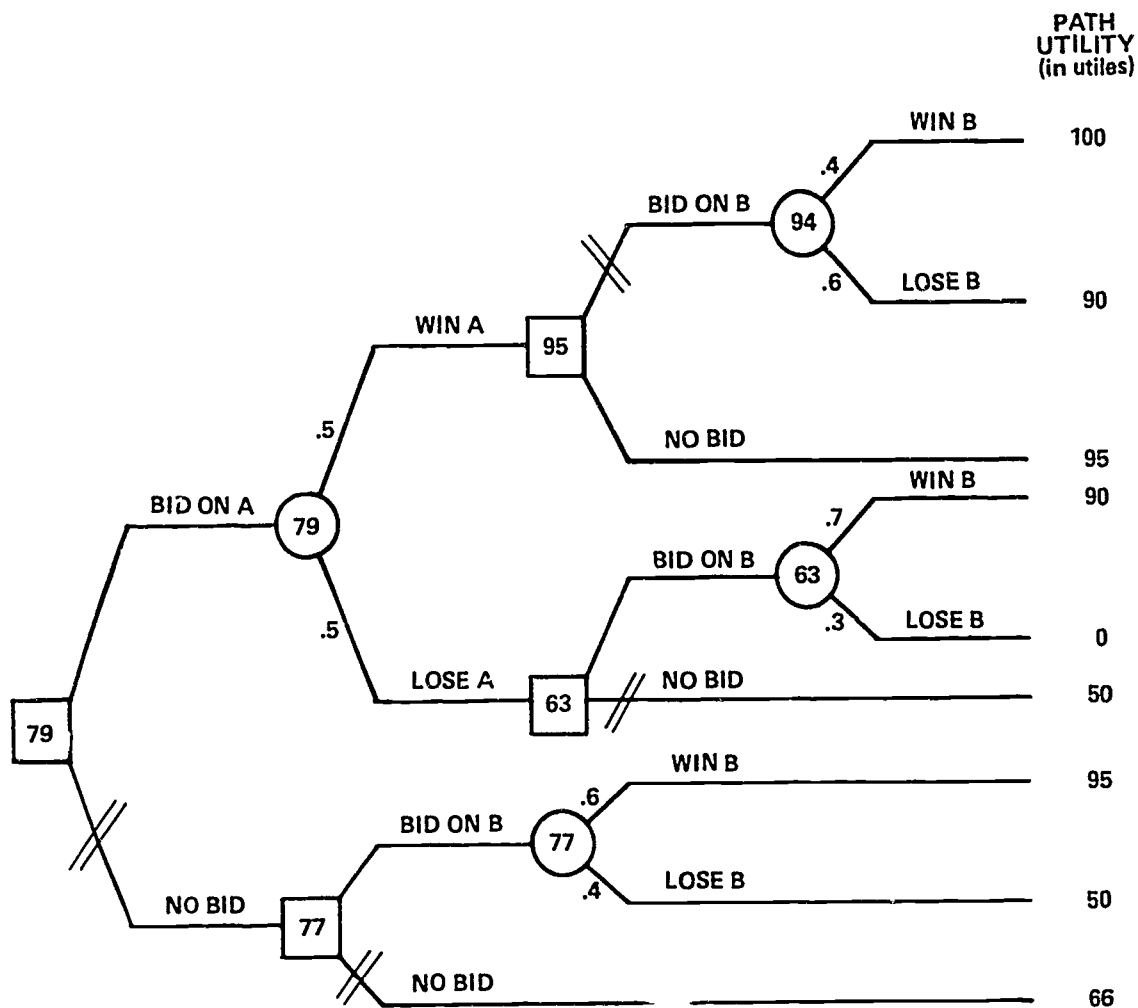 PATH
UTILITY
(in utiles)
WIN B 100
.4
BID ON B 94
.6 LOSE B 90
WIN A 95
.5
NO BID 95
WIN B 90
BID ON A 79
.7
BID ON B 63
.5
.3 LOSE B 0
LOSE A 63 NO BID 50
79
WIN B 95
.6
BID ON B 77
.4 LOSE B 50
NO BID 77
NO BID 66